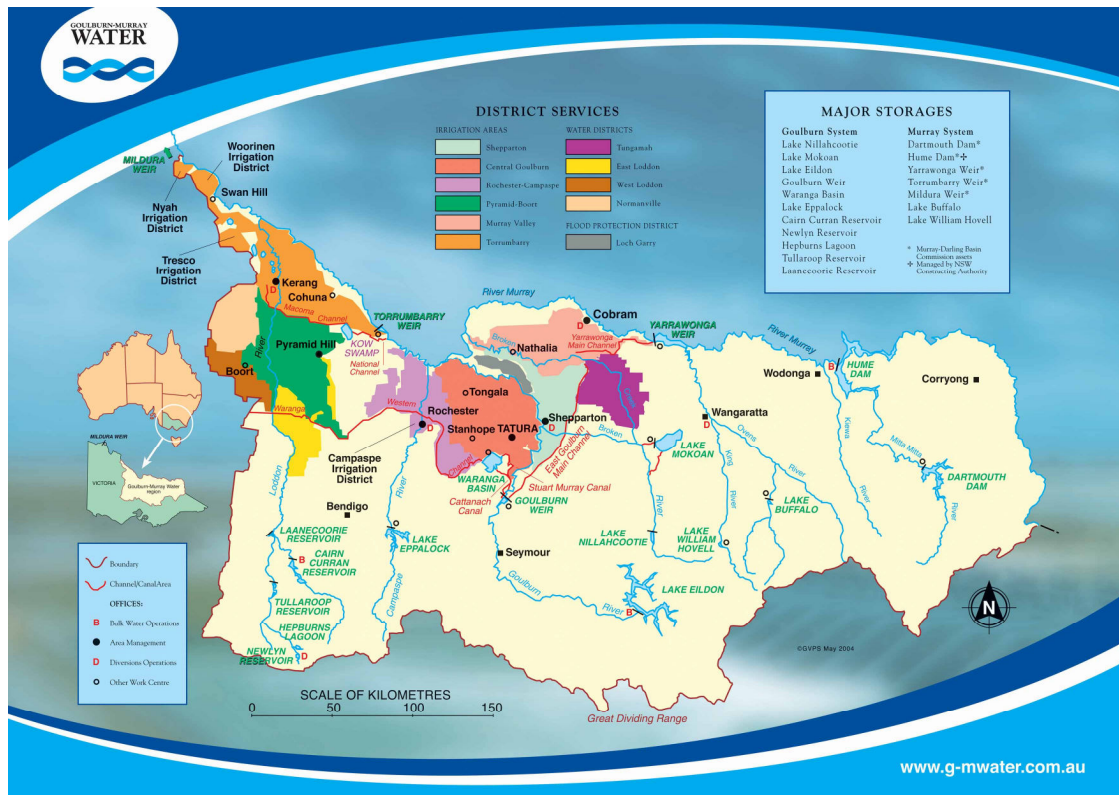 GOULBURN-MURRAY
WATER
DISTRICT SERVICES
IRRIGATION AREAS
Shepparton
Central Goulburn
Rochester-Campaspe
Pyramid-Boort
Murray Valley
Torrumbarry
WATER DISTRICTS
Tungamah
East Loddon
West Loddon
Normanville
FLOOD PROTECTION DISTRICT
Loch Garry
MAJOR STORAGES
Goulburn System
Lake Nillahcootie
Lake Mokoan
Lake Eildon
Goulburn Weir
Waranga Basin
Lake Eppalock
Cairn Curran Reservoir
Newlyn Reservoir
Hepburns Lagoon
Tullaroop Reservoir
Laanecoorie Reservoir
Murray System
Dartmouth Dam*
Hume Dam*✢
Yarrawonga Weir*
Torrumbarry Weir*
Mildura Weir*
Lake Buffalo
Lake William Hovell
* Murray-Darling Basin
Commission assets
✢ Managed by NSW
Constructing Authority
MILDURA
WEIR
Woorinen
Irrigation
District
Swan Hill
Nyah
Irrigation
District
Tresco
Irrigation
District
Kerang
D
Cohuna
Macorna
Channel
TORRUMBARRY
WEIR
River Murray
Cobram
D
YARRAWONGA
WEIR
Yarrawonga
Main Channel
Broken
Nathalia
Creek
River Murray
B
HUME
DAM
Wodonga
Corryong
KOW
SWAMP
National
Channel
Pyramid Hill
River
Boort
Tongala
Rochester
D
Stanhope
TATURA
Shepparton
D
Broken
Wangaratta
D
Ovens
River
King
River
Kiewa
River
Mitta Mitta
River
DARTMOUTH
DAM
Waranga
Western
Channel
Campaspe
Irrigation
District
WARANGA
BASIN
East Goulburn
Main Channel
Stuart Murray Canal
Cattanach
Canal
GOULBURN
WEIR
LAKE
MOKOAN
River
LAKE
NILLAHCOOTIE
LAKE
WILLIAM
HOVELL
LAKE
BUFFALO
Loddon
Bendigo
River
LAKE
EPPALOCK
Campaspe
Seymour
Goulburn
River
B
LAKE EILDON
LAANECOORIE
RESERVOIR
B
CAIRN
CURRAN
RESERVOIR
TULLAROOP
RESERVOIR
HEPBURNS
LAGOON
NEWLYN
RESERVOIR
D
MILDURA WEIR
VICTORIA
Goulburn-Murray Water
region
Boundary
Channel/Canal Area
OFFICES:
B Bulk Water Operations
Area Management
D Diversions Operations
Other Work Centre
SCALE OF KILOMETRES
0 50 100 150
Great Dividing Range
N
©GVPS May 2004
www.g-mwater.com.au